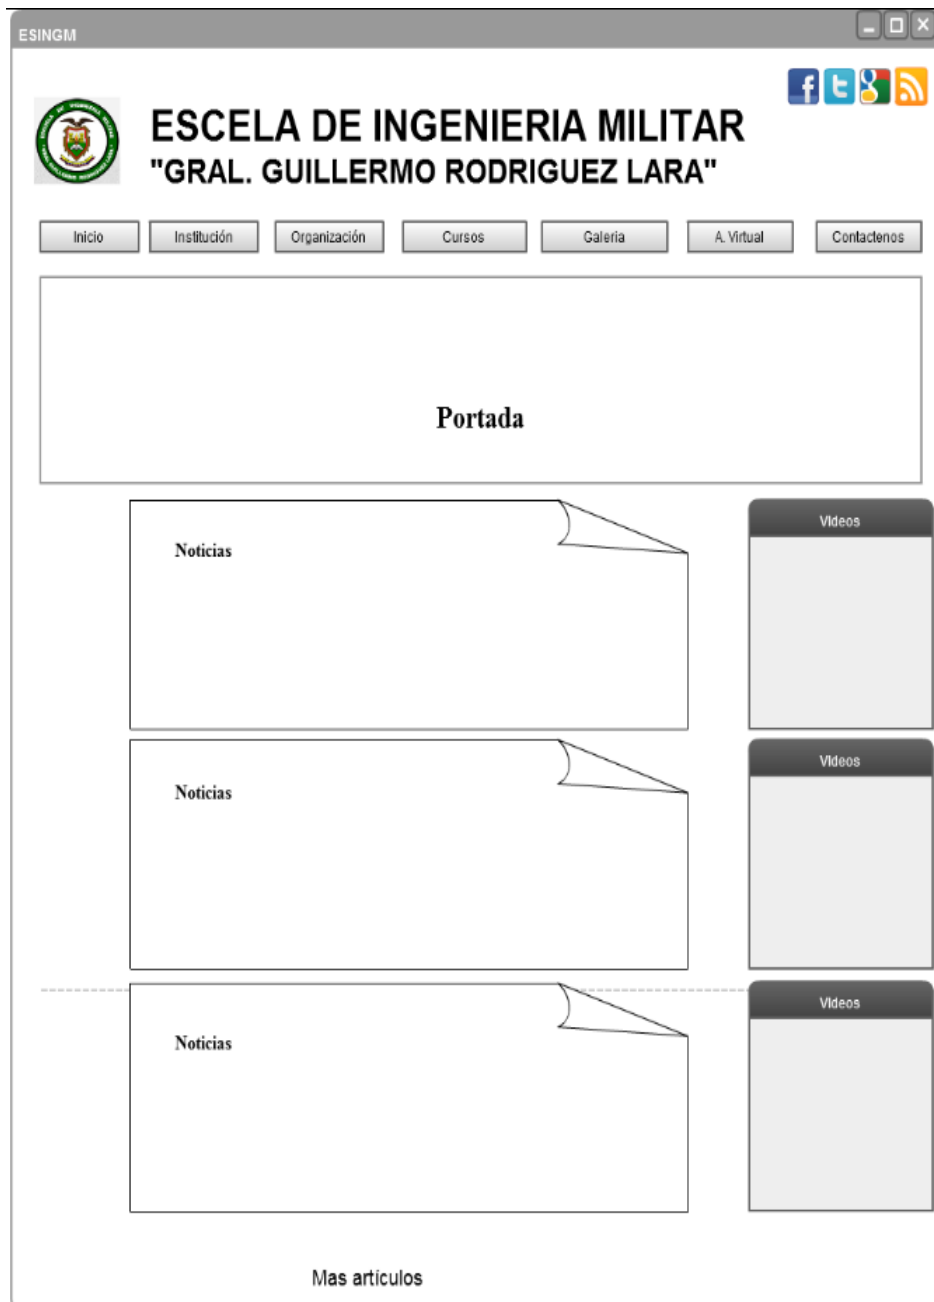 ESINGM
ESCELA DE INGENIERIA MILITAR
"GRAL. GUILLERMO RODRIGUEZ LARA"
Inicio
Institución
Organización
Cursos
Galeria
A. Virtual
Contactenos
Portada
Noticias
VIdeos
Noticias
VIdeos
Noticias
VIdeos
Mas artículos